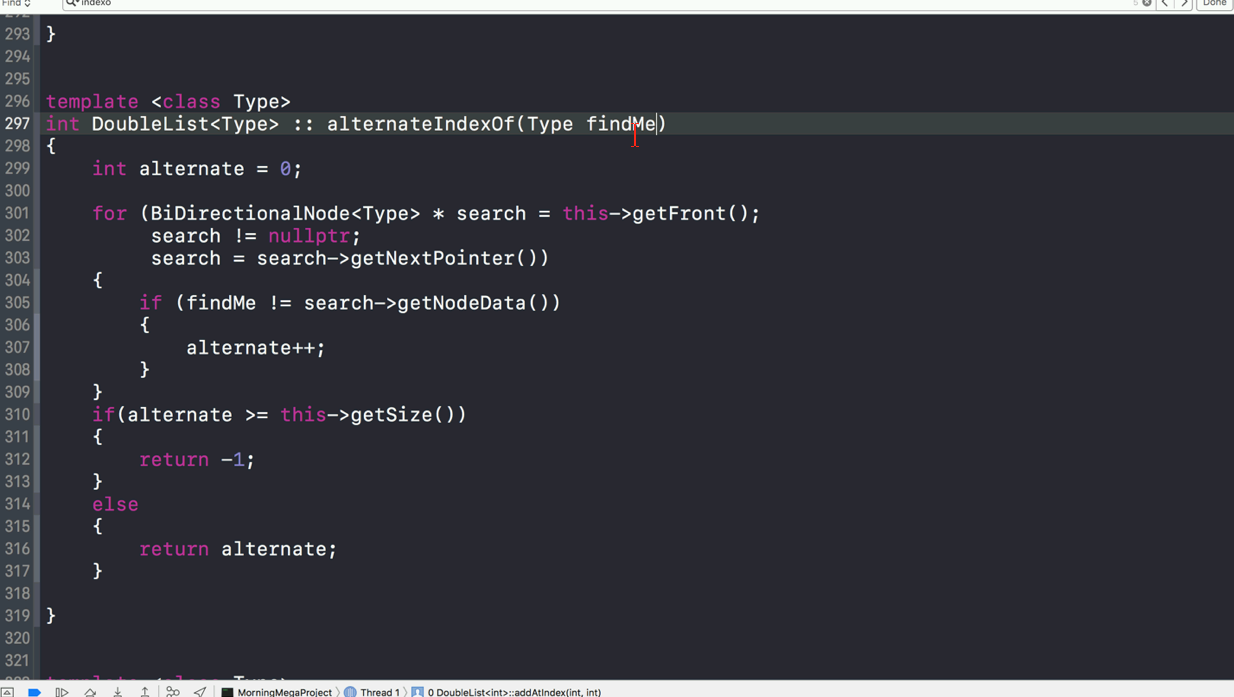 Find
indexo
5
Done
293 }
294
295
296 template <class Type>
297 int DoubleList<Type> :: alternateIndexOf(Type findMe)
298 {
299 int alternate = 0;
300
301 for (BiDirectionalNode<Type> * search = this->getFront();
302 search != nullptr;
303 search = search->getNextPointer())
304 {
305 if (findMe != search->getNodeData())
306 {
307 alternate++;
308 }
309 }
310 if(alternate >= this->getSize())
311 {
312 return -1;
313 }
314 else
315 {
316 return alternate;
317 }
318
319 }
320
321
MorningMegaProject 〉 Thread 1 〉 0 DoubleList<int>::addAtIndex(int, int)